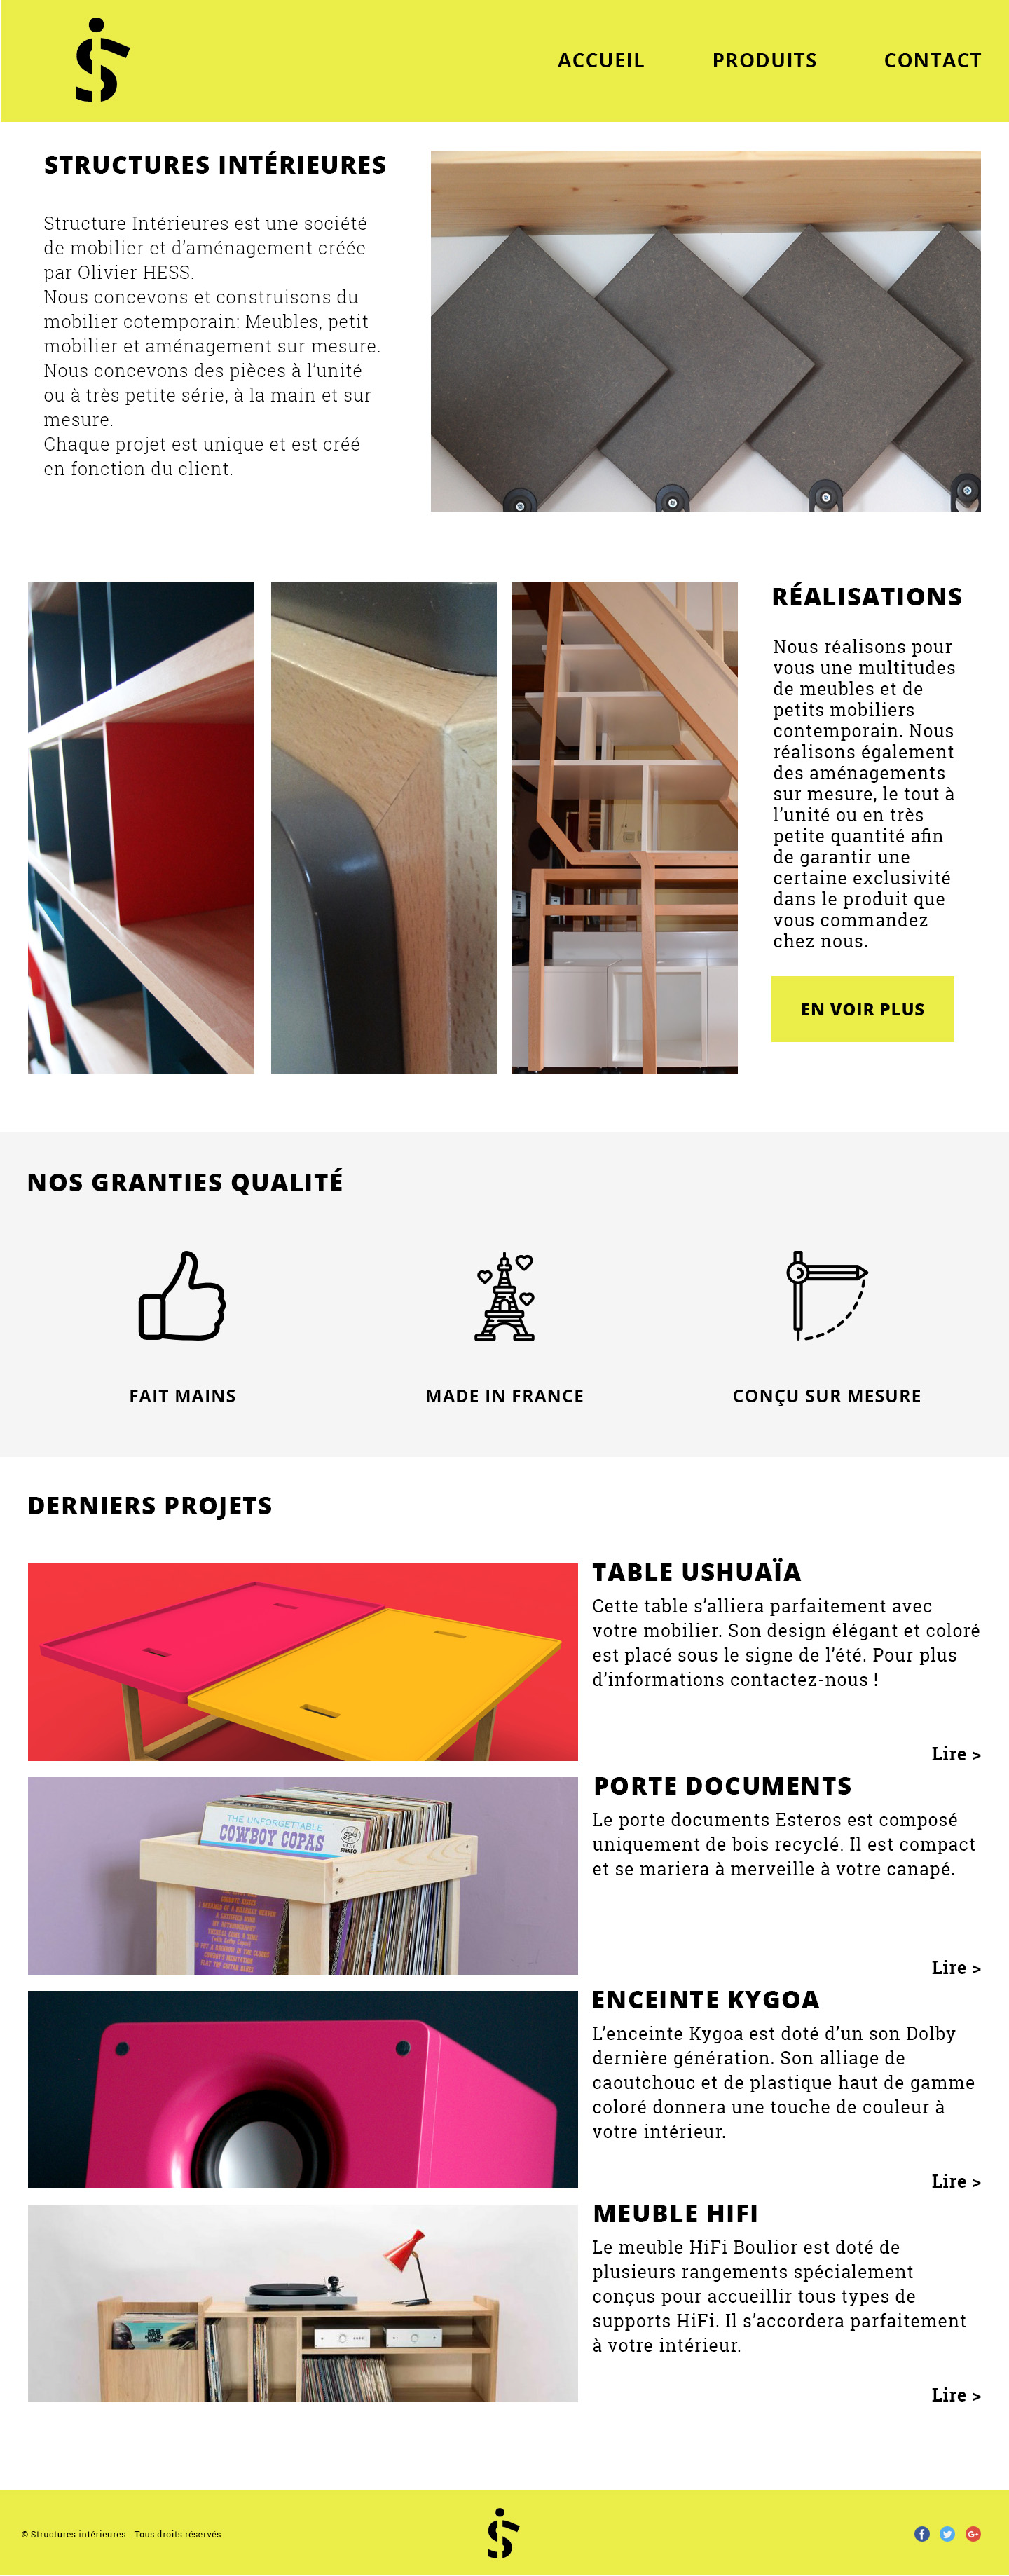 ACCUEIL PRODUITS CONTACT
STRUCTURES INTÉRIEURES
Structure Intérieures est une société
de mobilier et d’aménagement créée
par Olivier HESS.
Nous concevons et construisons du
mobilier cotemporain: Meubles, petit
mobilier et aménagement sur mesure.
Nous concevons des pièces à l’unité
ou à très petite série, à la main et sur
mesure.
Chaque projet est unique et est créé
en fonction du client.
RÉALISATIONS
Nous réalisons pour
vous une multitudes
de meubles et de
petits mobiliers
contemporain. Nous
réalisons également
des aménagements
sur mesure, le tout à
l’unité ou en très
petite quantité afin
de garantir une
certaine exclusivité
dans le produit que
vous commandez
chez nous.
EN VOIR PLUS
NOS GRANTIES QUALITÉ
FAIT MAINS
MADE IN FRANCE
CONÇU SUR MESURE
DERNIERS PROJETS
TABLE USHUAÏA
Cette table s’alliera parfaitement avec
votre mobilier. Son design élégant et coloré
est placé sous le signe de l’été. Pour plus
d’informations contactez-nous !
Lire >
THE UNFORGETTABLE
COWBOY COPAS
STEREO
PORTE DOCUMENTS
Le porte documents Esteros est composé
uniquement de bois recyclé. Il est compact
et se mariera à merveille à votre canapé.
Lire >
ENCEINTE KYGOA
L’enceinte Kygoa est doté d’un son Dolby
dernière génération. Son alliage de
caoutchouc et de plastique haut de gamme
coloré donnera une touche de couleur à
votre intérieur.
Lire >
MEUBLE HIFI
Le meuble HiFi Boulior est doté de
plusieurs rangements spécialement
conçus pour accueillir tous types de
supports HiFi. Il s’accordera parfaitement
à votre intérieur.
Lire >
© Structures intérieures - Tous droits réservés